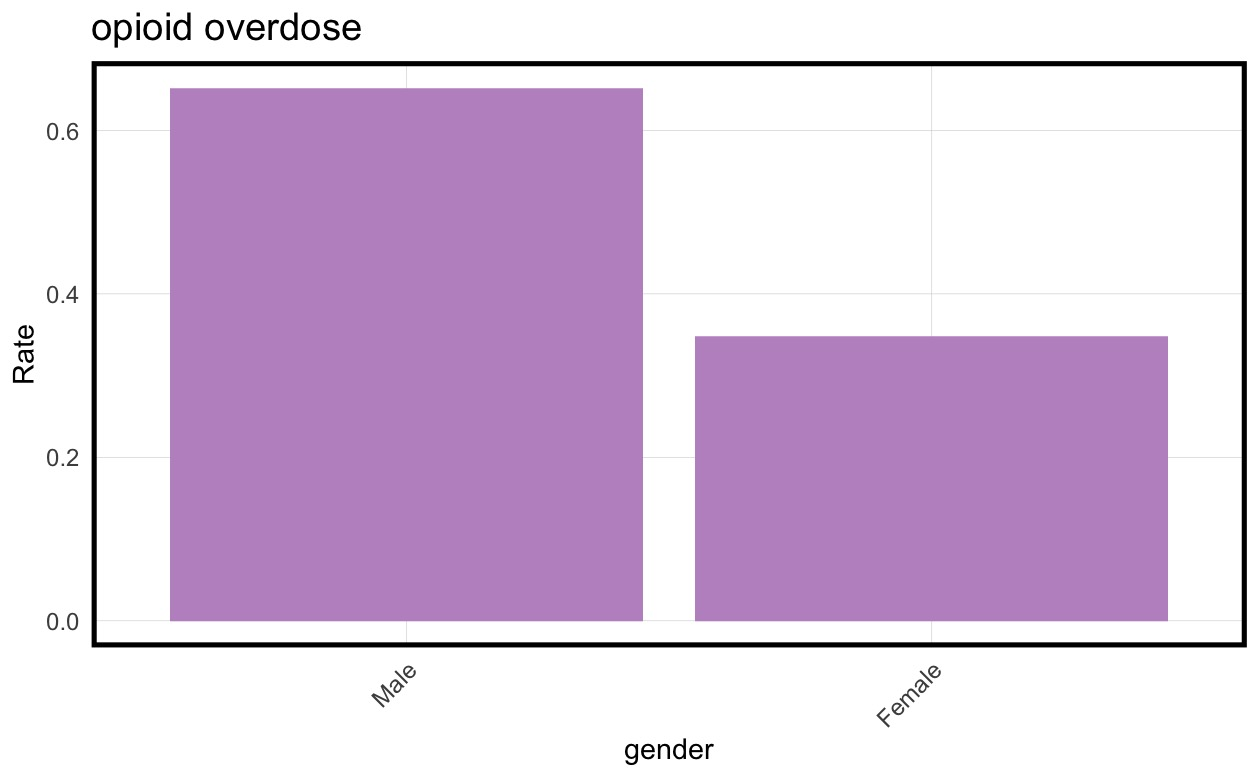 opioid overdose
Rate
0.6
0.4
0.2
0.0
Male
Female
gender